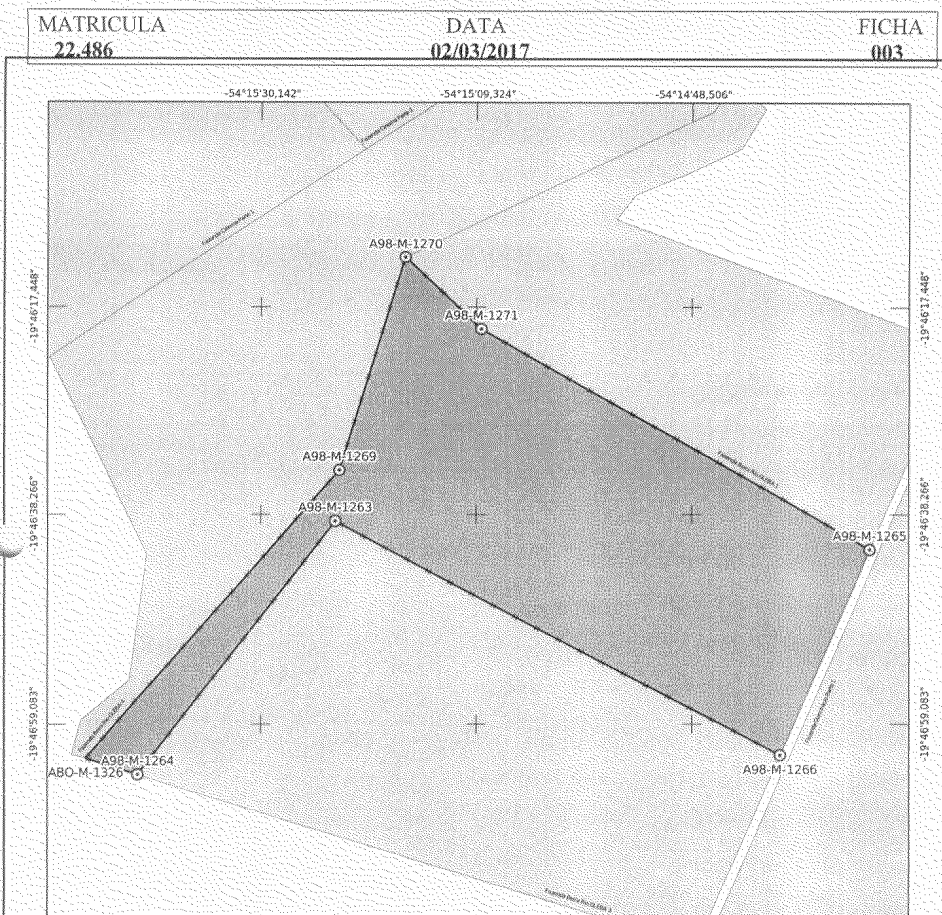 MATRICULA DATA FICHA
22.486 02/03/2017 003
-54°15'30,142" -54°15'09,324" -54°14'48,506"
A98-M-1270
-19°46'17,448" -19°46'17,448"
A98-M-1271
A98-M-1269
-19°46'38,266" -19°46'38,266"
A98-M-1263
A98-M-1265
-19°46'59,083" -19°46'59,083"
A98-M-1264
ABO-M-1326
A98-M-1266